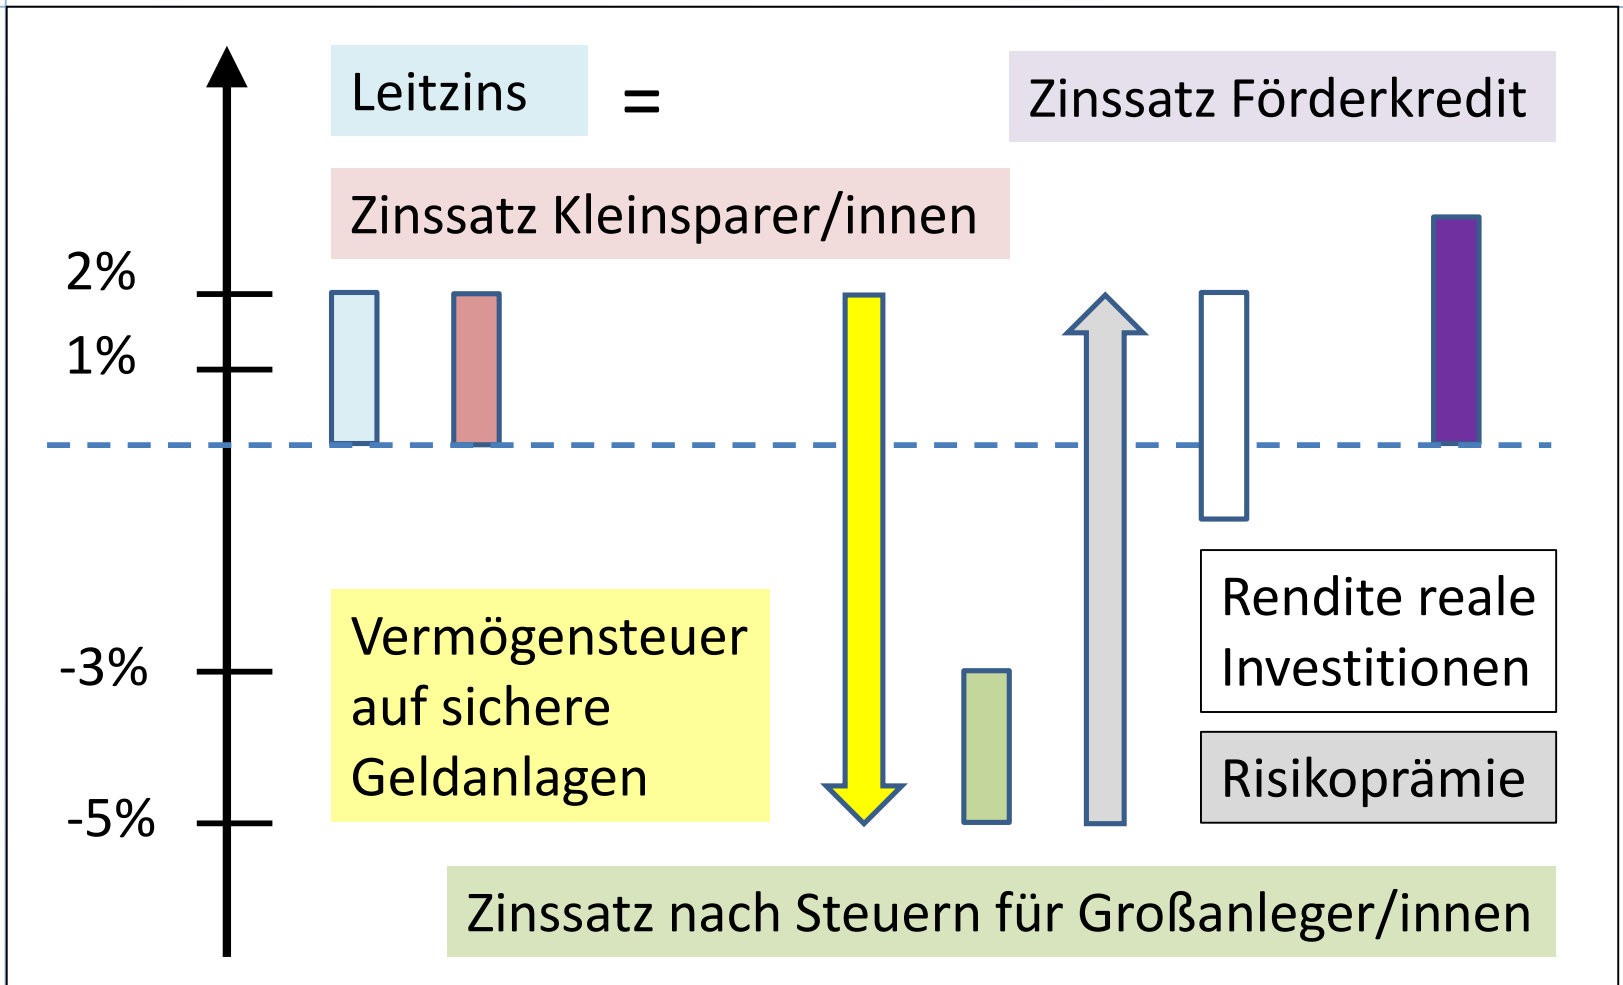 Leitzins
=
Zinssatz Förderkredit
Zinssatz Kleinsparer/innen
2%
1%
-3%
-5%
Vermögensteuer
auf sichere
Geldanlagen
Rendite reale
Investitionen
Risikoprämie
Zinssatz nach Steuern für Großanleger/innen